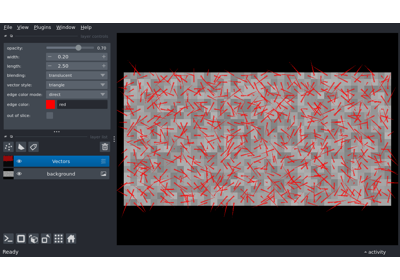 File View Plugins Window Help
opacity: 0.70
width: 0.20
length: 2.50
blending: translucent
vector style: triangle
edge color mode: direct
edge color: red
out of slice:
Vectors
background
Ready
activity